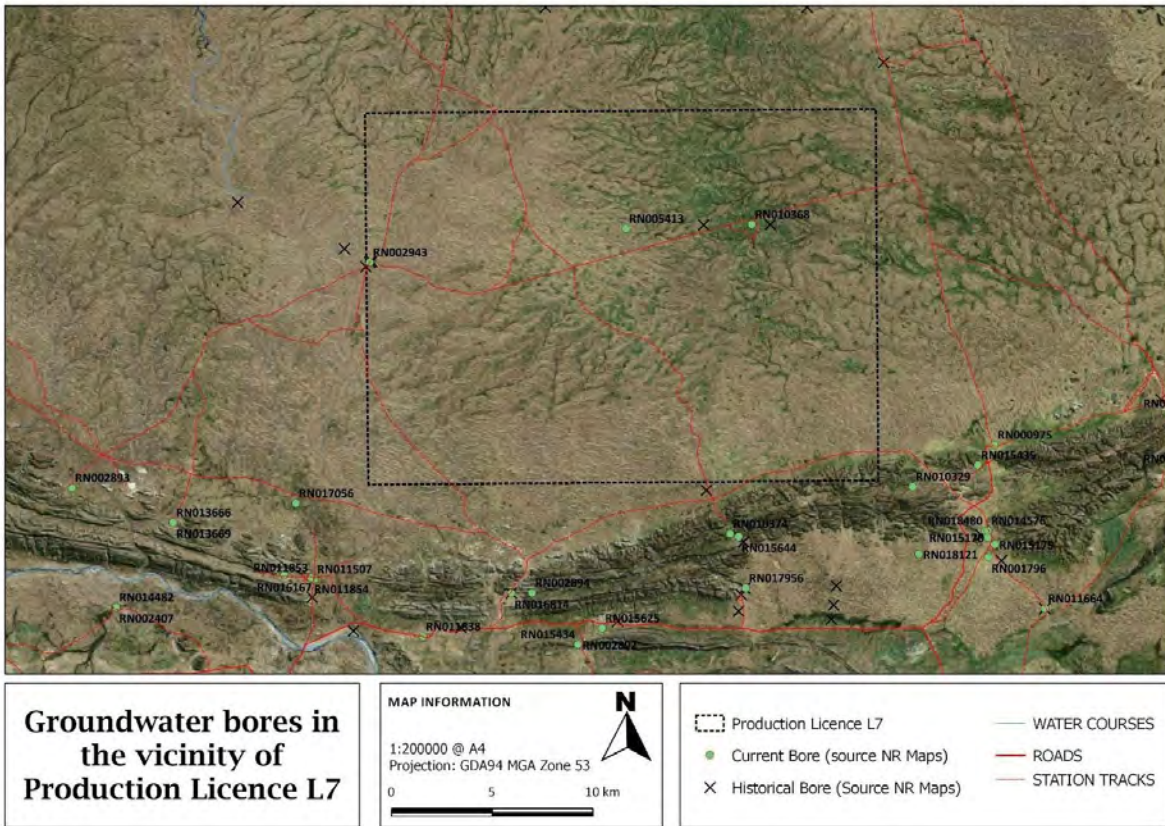 RN005413
RN010368
RN002943
RN000975
RN015435
RN002893
RN010329
RN017056
RN013666
RN013669
RN014576
RN015644
RN015179
RN018121
RN001796
RN011853
RN011507
RN017956
RN016167
RN011854
RN002894
RN011664
RN014482
RN016814
RN002407
RN015625
RN015434
Groundwater bores in
the vicinity of
Production Licence L7
MAP INFORMATION
N
1:200000 @ A4
Projection: GDA94 MGA Zone 53
0 5 10 km
Production Licence L7
Current Bore (source NR Maps)
Historical Bore (Source NR Maps)
WATER COURSES
ROADS
STATION TRACKS